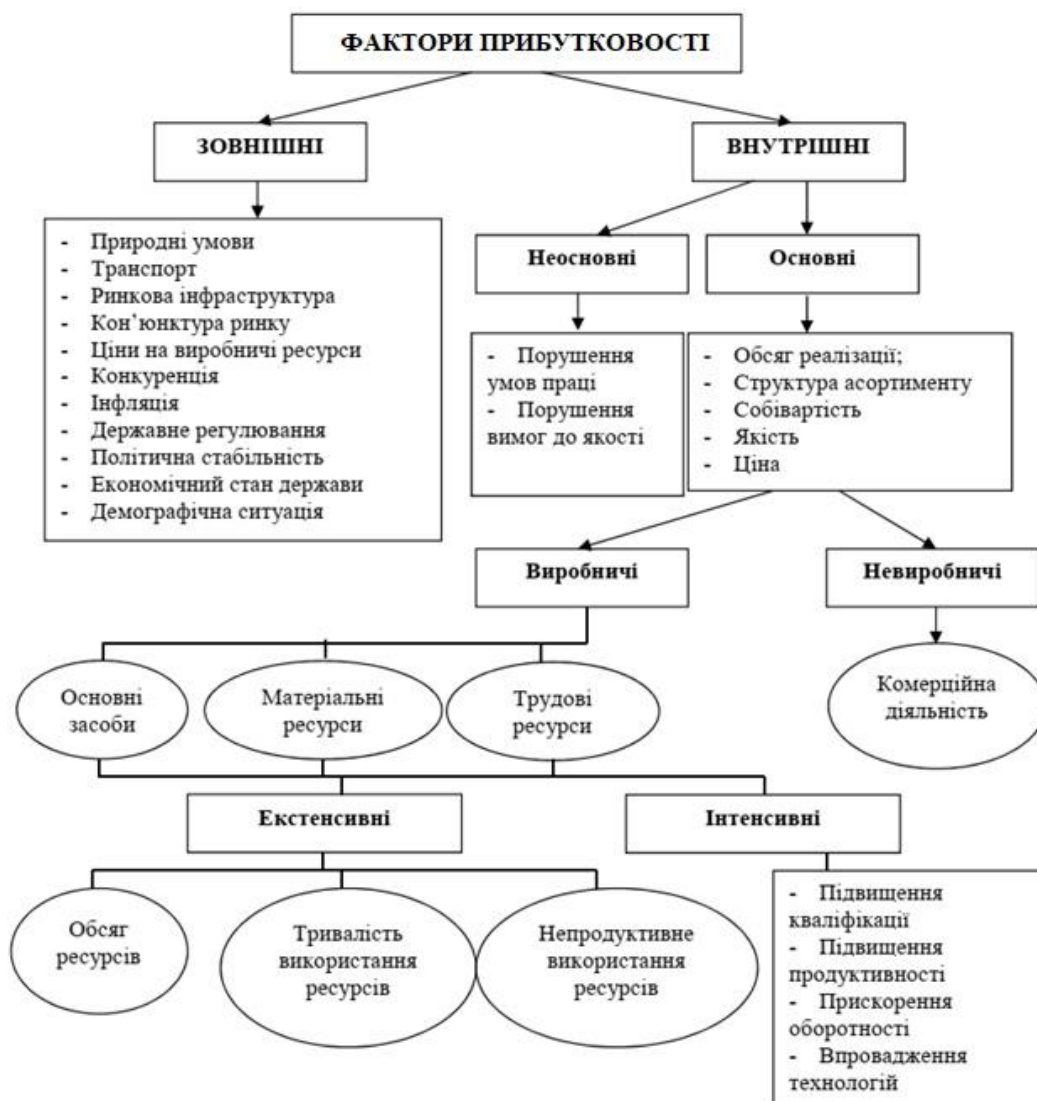 ФАКТОРИ ПРИБУТКОВОСТІ
ЗОВНІШНІ
ВНУТРІШНІ
- Природні умови
- Транспорт
- Ринкова інфраструктура
- Кон’юнктура ринку
- Ціни на виробничі ресурси
- Конкуренція
- Інфляція
- Державне регулювання
- Політична стабільність
- Економічний стан держави
- Демографічна ситуація
Неосновні
Основні
- Порушення
умов праці
- Порушення
вимог до якості
- Обсяг реалізації;
- Структура асортименту
- Собівартість
- Якість
- Ціна
Виробничі
Невиробничі
Основні
засоби
Матеріальні
ресурси
Трудові
ресурси
Комерційна
діяльність
Екстенсивні
Інтенсивні
Обсяг
ресурсів
Тривалість
використання
ресурсів
Непродуктивне
використання
ресурсів
- Підвищення
кваліфікації
- Підвищення
продуктивності
- Прискорення
оборотності
- Впровадження
технологій